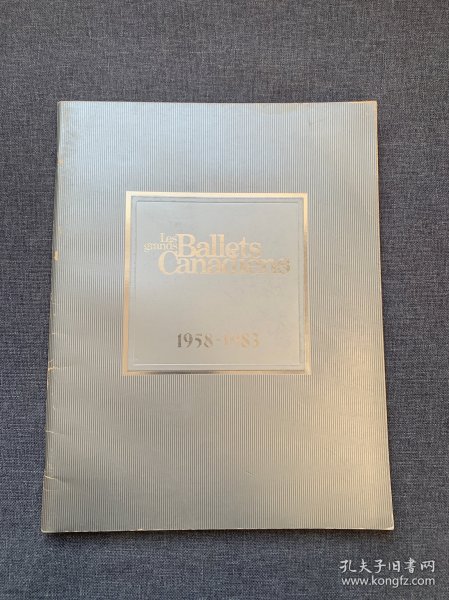 Les
grands Ballets
Canadiens
1958-1983
孔夫子旧书网
www.kongfz.com